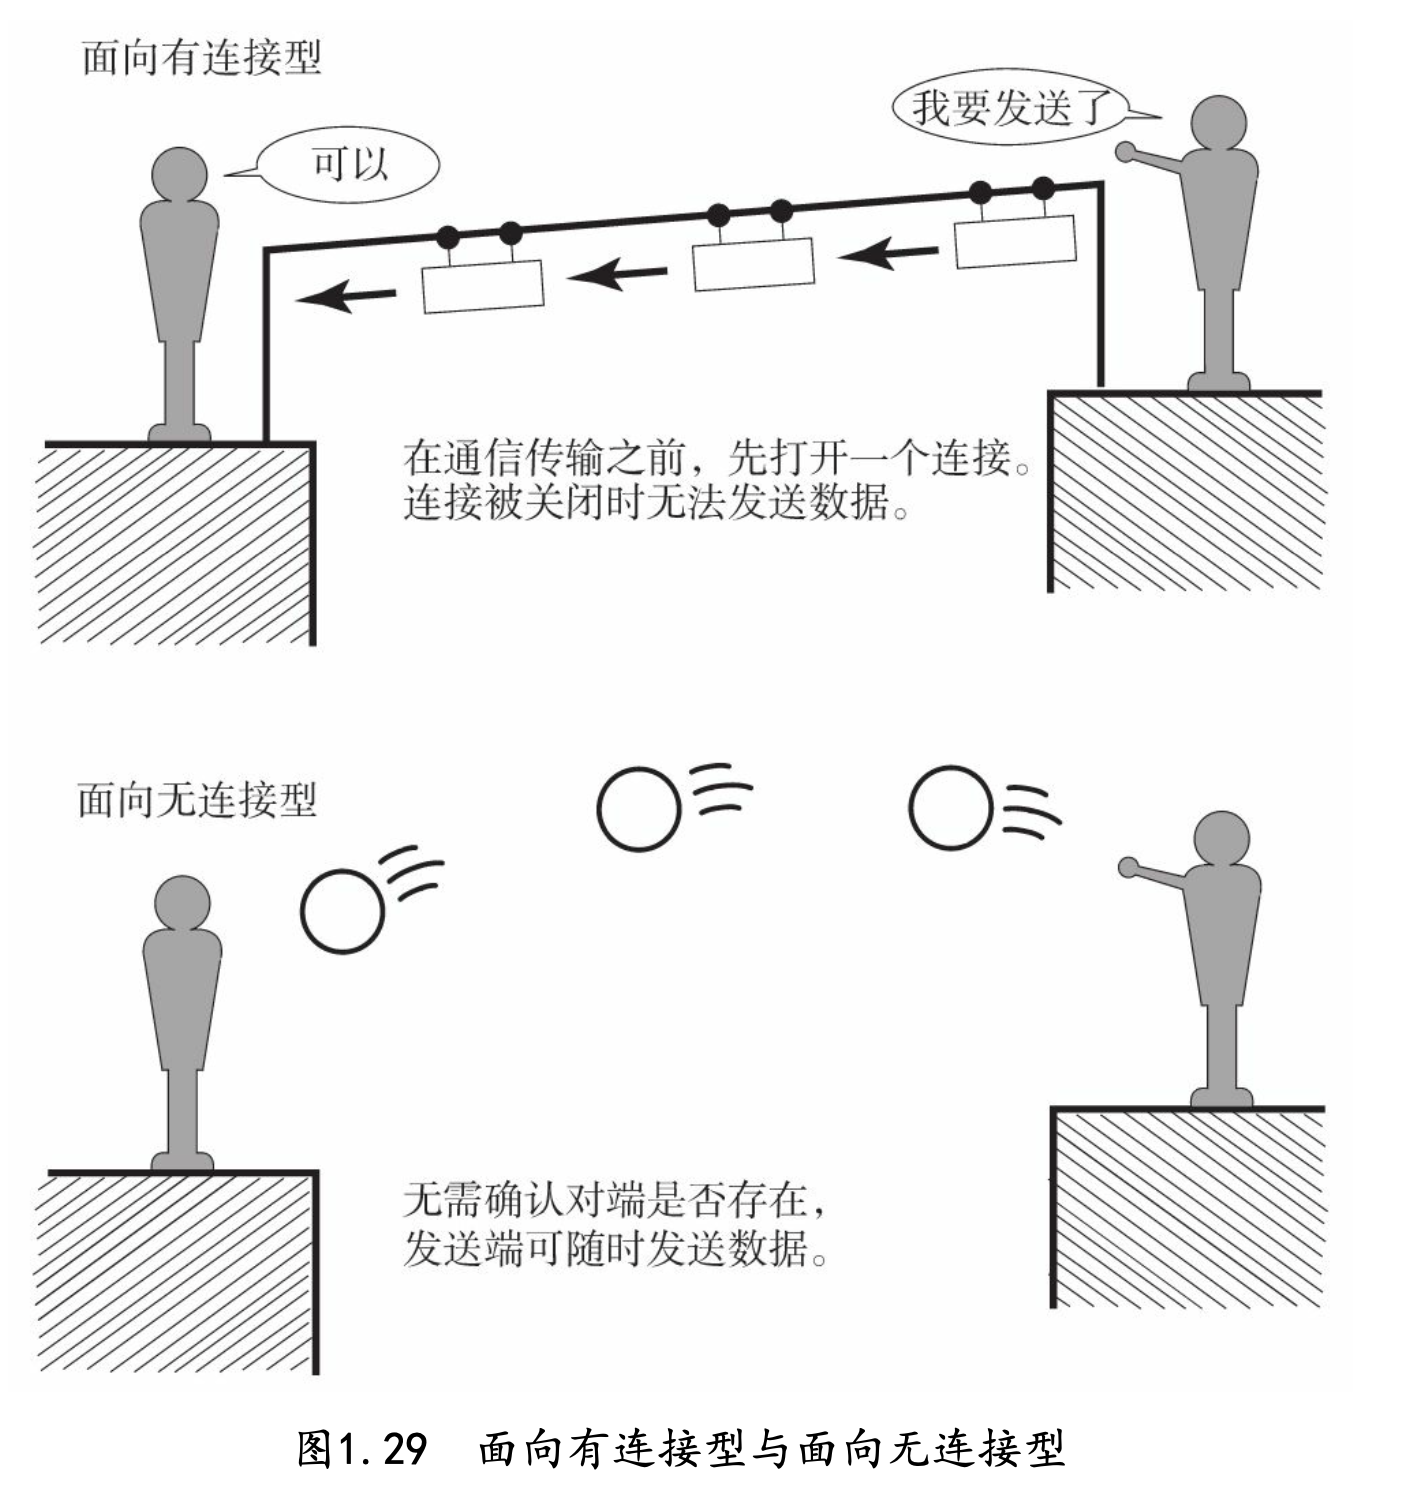 面向有连接型
我要发送了
可以
在通信传输之前，先打开一个连接。
连接被关闭时无法发送数据。
面向无连接型
无需确认对端是否存在，
发送端可随时发送数据。
图1.29 面向有连接型与面向无连接型